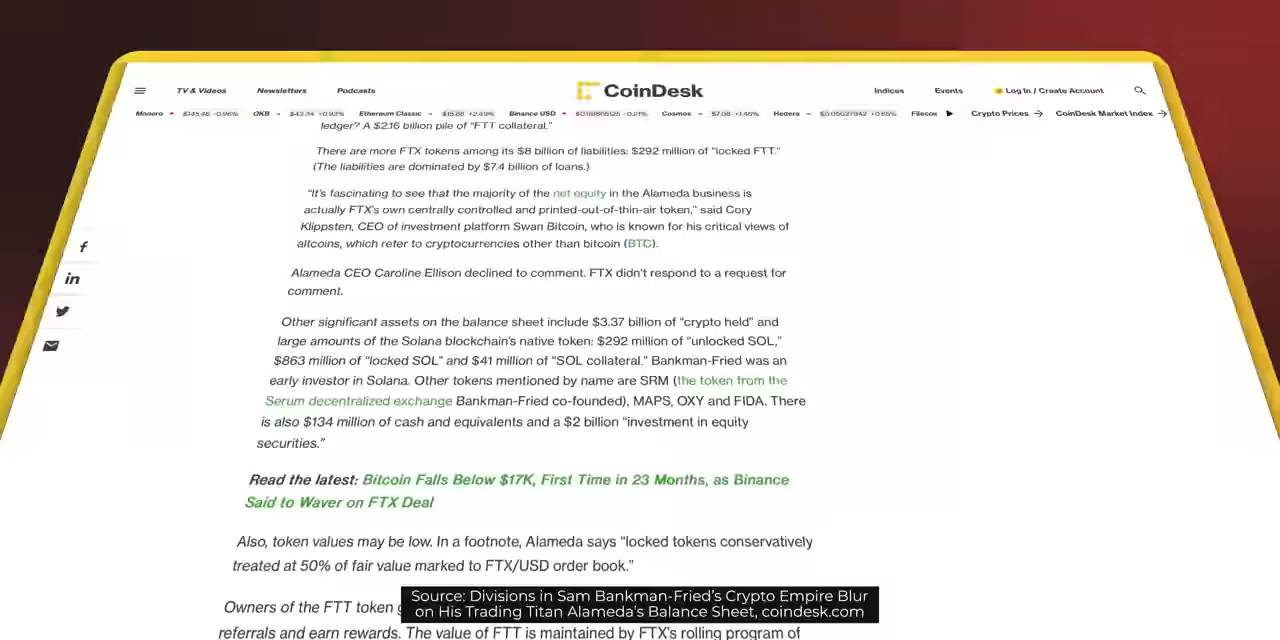 TV & Videos Newsletters Podcasts CoinDesk Indices Events Log In / Create Account
Monero $145.46 -0.96% OKB +0.93% Ethereum Classic +2.49% Binance USD -0.21% Cosmos +1.45% Hedera $0.05027842 +0.65% Filecoin Crypto Prices → CoinDesk Market Index →
ledger? A $2.16 billion pile of “FTT collateral.”
There are more FTX tokens among its $8 billion of liabilities: $292 million of “locked FTT.”
(The liabilities are dominated by $7.4 billion of loans.)
“It’s fascinating to see that the majority of the net equity in the Alameda business is
actually FTX’s own centrally controlled and printed-out-of-thin-air token,” said Cory
Klippsten, CEO of investment platform Swan Bitcoin, who is known for his critical views of
altcoins, which refer to cryptocurrencies other than bitcoin (BTC).
Alameda CEO Caroline Ellison declined to comment. FTX didn’t respond to a request for
comment.
Other significant assets on the balance sheet include $3.37 billion of “crypto held” and
large amounts of the Solana blockchain’s native token: $292 million of “unlocked SOL,”
$863 million of “locked SOL” and $41 million of “SOL collateral.” Bankman-Fried was an
early investor in Solana. Other tokens mentioned by name are SRM (the token from the
Serum decentralized exchange Bankman-Fried co-founded), MAPS, OXY and FIDA. There
is also $134 million of cash and equivalents and a $2 billion “investment in equity
securities.”
Read the latest: Bitcoin Falls Below $17K, First Time in 23 Months, as Binance
Said to Waver on FTX Deal
Also, token values may be low. In a footnote, Alameda says “locked tokens conservatively
treated at 50% of fair value marked to FTX/USD order book.”
Owners of the FTT token
referrals and earn rewards. The value of FTT is maintained by FTX’s rolling program of
Source: Divisions in Sam Bankman-Fried’s Crypto Empire Blur
on His Trading Titan Alameda’s Balance Sheet, coindesk.com